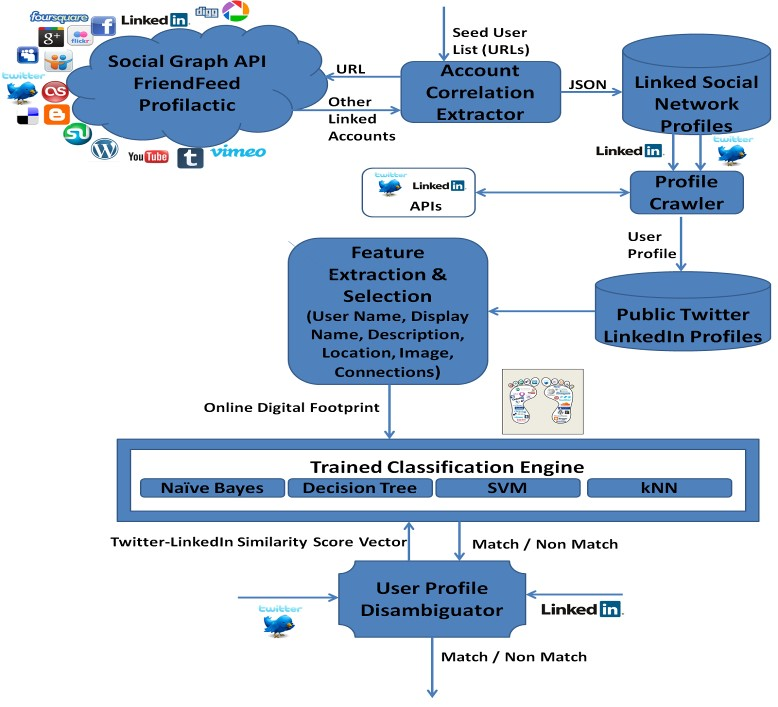 foursquare
Linked in
digg
g+
f
flickr
Seed User
List (URLs)
Social Graph API
FriendFeed
Profilactic
URL
Account
Correlation
Extractor
JSON
Linked Social
Network
Profiles
twitter
Other
Linked
Accounts
YouTube
t
vimeo
Linked in
twitter
twitter
Linked in
APIs
Profile
Crawler
User
Profile
Feature
Extraction &
Selection
(User Name, Display
Name, Description,
Location, Image,
Connections)
Public Twitter
LinkedIn Profiles
Online Digital Footprint
Trained Classification Engine
Naïve Bayes
Decision Tree
SVM
kNN
Twitter-LinkedIn Similarity Score Vector
Match / Non Match
User Profile
Disambiguator
twitter
Linked in
Match / Non Match